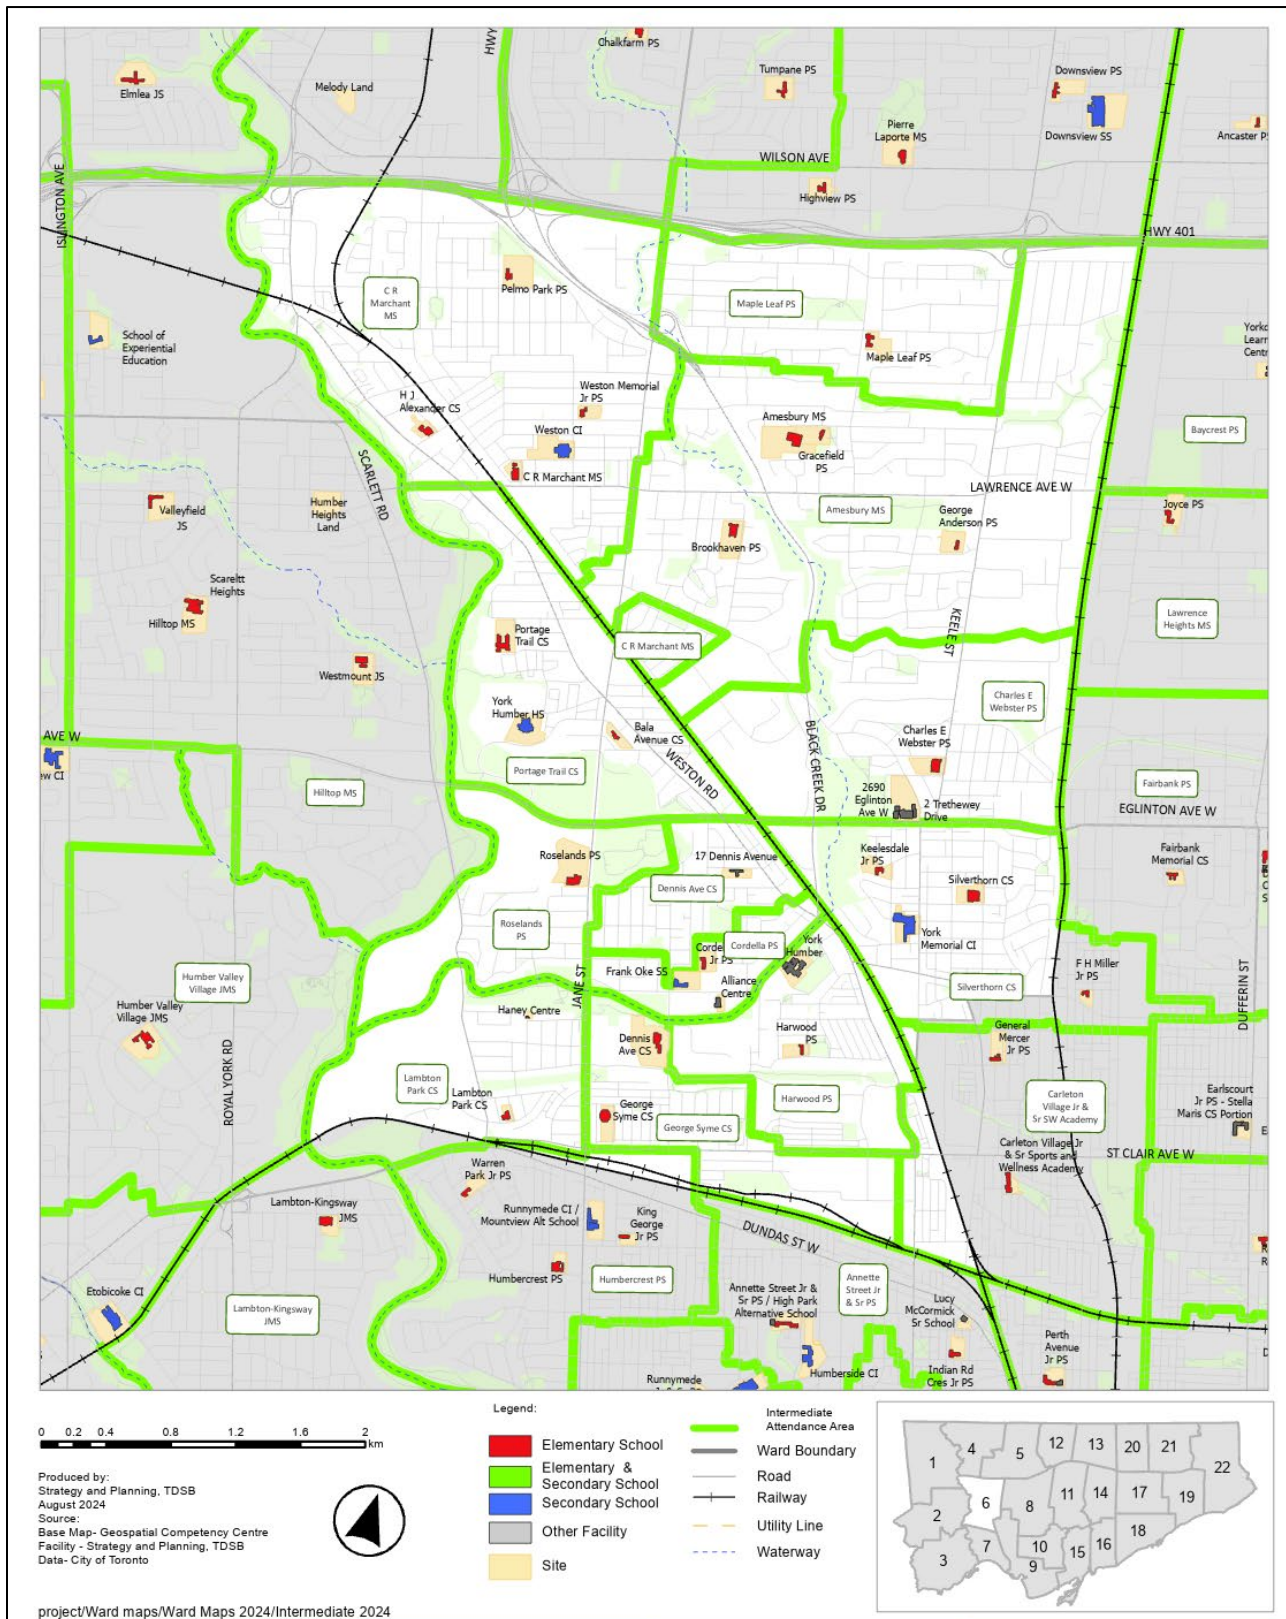 Chalkfarm PS
HWY
Tumpane PS
Downsview PS
Elmlea JS
Melody Land
Pierre
Laporte MS
Downsview SS
Ancaster P
WILSON AVE
Highview PS
ISLINGTON AVE
HWY 401
C R
Marchant
MS
Pelmo Park PS
Maple Leaf PS
Maple Leaf PS
School of
Experiential
Education
Learn
Centr
H J
Alexander CS
Weston Memorial
Jr PS
Weston CI
Amesbury MS
Gracefield
PS
Baycrest PS
SCARLETT RD
C R Marchant MS
LAWRENCE AVE W
Valleyfield
JS
Humber
Heights
Land
Amesbury MS
George
Anderson PS
Joyce PS
Brookhaven PS
Scareltt
Heights
Hilltop MS
Portage
Trail CS
C R Marchant MS
KEELE ST
Lawrence
Heights MS
Westmount JS
York
Humber HS
Charles E
Webster PS
AVE W
ew CI
Bala
Avenue CS
WESTON RD
BLACK CREEK DR
Charles E
Webster PS
Hilltop MS
Portage Trail CS
2690
Eglinton
Ave W
2 Trethewey
Drive
Fairbank PS
EGLINTON AVE W
Roselands PS
17 Dennis Avenue
Keelesdale
Jr PS
Fairbank
Memorial CS
Dennis Ave CS
Silverthorn CS
Roselands
PS
Cordella PS
York
Humber
York
Memorial CI
Jr PS
Frank Oke SS
Alliance
Centre
F H Miller
Jr PS
Humber Valley
Village JMS
JANE ST
Silverthorn CS
DUFFERIN ST
Humber Valley
Village JMS
Haney Centre
Dennis
Ave CS
Harwood
PS
General
Mercer
Jr PS
ROYAL YORK RD
Lambton
Park CS
Lambton
Park CS
George
Syme CS
Harwood PS
George Syme CS
Carleton
Village Jr &
Sr SW Academy
Earlscourt
Jr PS - Stella
Maris CS Portion
Carleton Village Jr
& Sr Sports and
Wellness Academy
ST CLAIR AVE W
Warren
Park Jr PS
Lambton-Kingsway
JMS
Runnymede CI /
Mountview Alt School
King
George
Jr PS
DUNDAS ST W
Humbercrest PS
Humbercrest PS
Annette Street Jr &
Sr PS / High Park
Alternative School
Annette
Street Jr
& Sr PS
Lucy
McCormick
Sr School
Etobicoke CI
Lambton-Kingsway
JMS
Perth
Avenue
Jr PS
Runnymede
Humberside CI
Indian Rd
Cres Jr PS
0 0.2 0.4 0.8 1.2 1.6 2
km
Produced by:
Strategy and Planning, TDSB
August 2024
Source:
Base Map- Geospatial Competency Centre
Facility - Strategy and Planning, TDSB
Data- City of Toronto
Legend:
Elementary School
Elementary &
Secondary School
Secondary School
Other Facility
Site
Intermediate
Attendance Area
Ward Boundary
Road
Railway
Utility Line
Waterway
1 4 5 12 13 20 21 22
2 6 8 11 14 17 19
3 7 10 9 15 16 18
project/Ward maps/Ward Maps 2024/Intermediate 2024